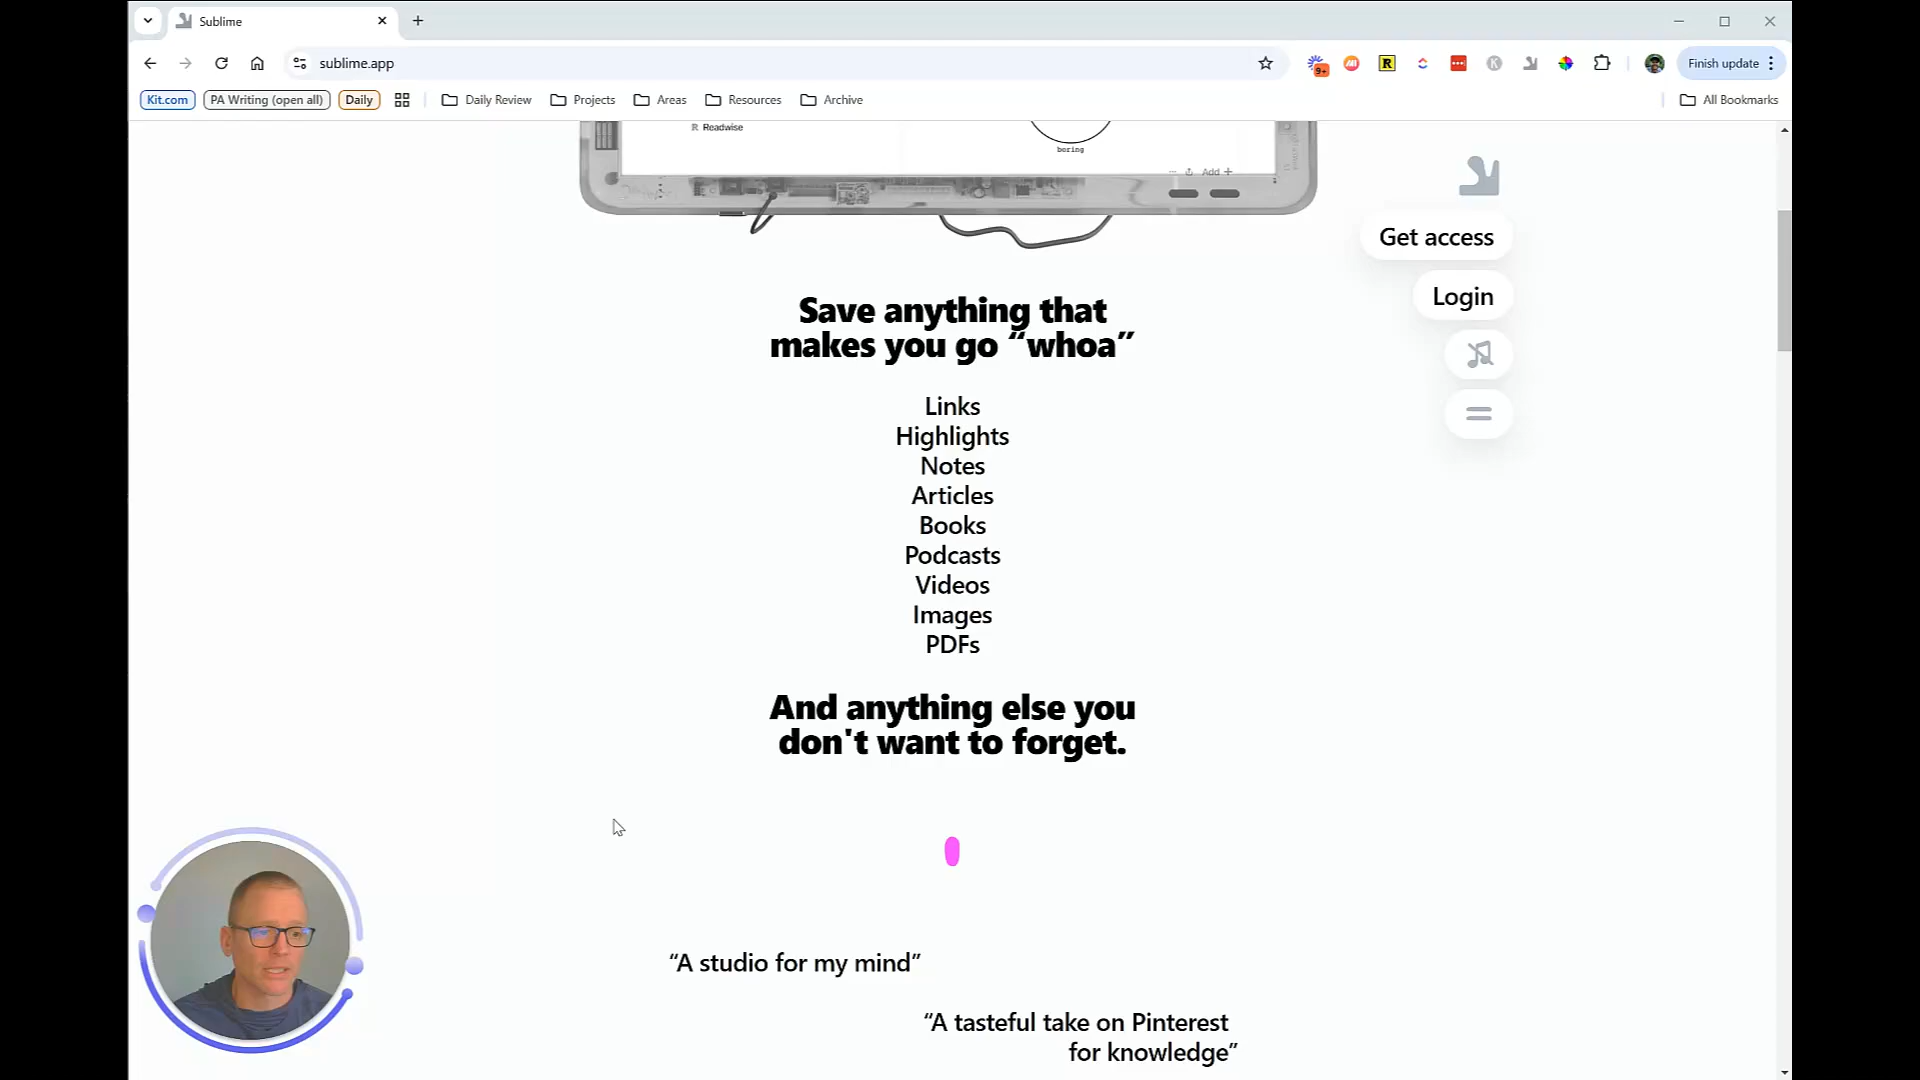 Sublime
sublime.app
9+
R
Finish update
Kit.com
PA Writing (open all)
Daily
Daily Review
Projects
Areas
Resources
Archive
All Bookmarks
R Readwise
boring
Add +
Get access
Login
Save anything that
makes you go “whoa”
Links
Highlights
Notes
Articles
Books
Podcasts
Videos
Images
PDFs
And anything else you
don't want to forget.
“A studio for my mind”
“A tasteful take on Pinterest
for knowledge”